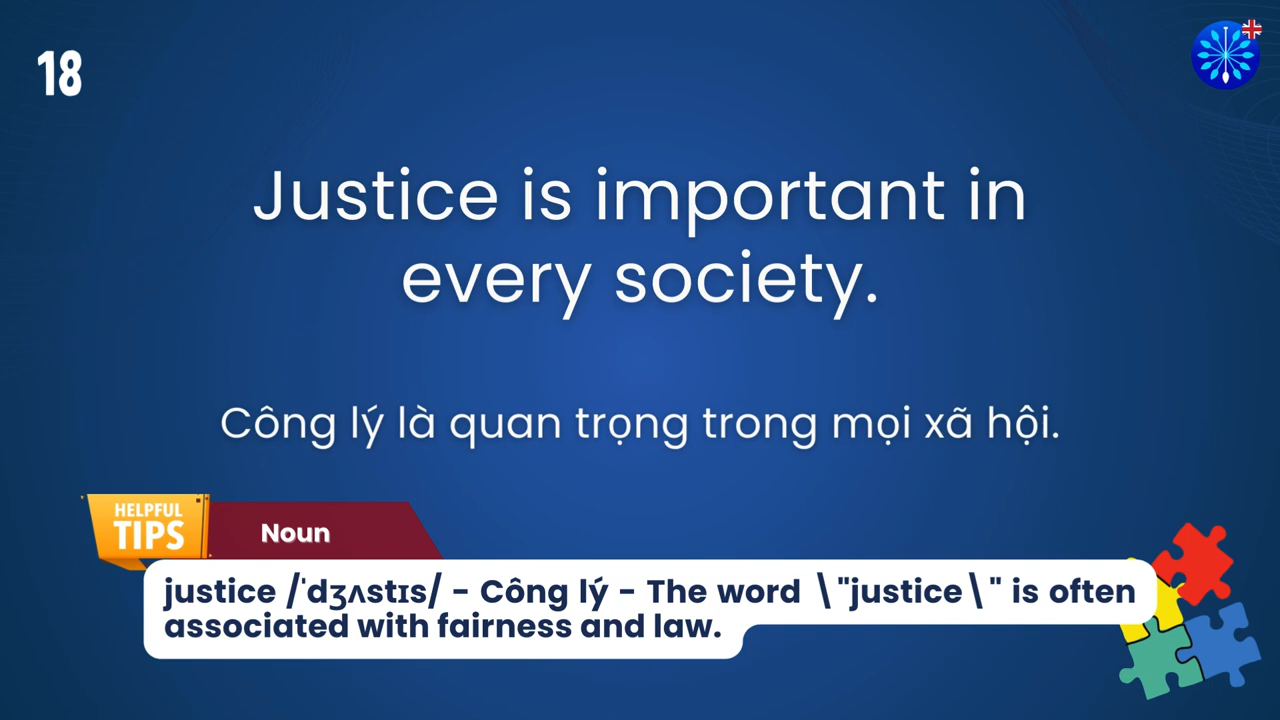 18
Justice is important in
every society.
Công lý là quan trọng trong mọi xã hội.
HELPFUL
TIPS
Noun
justice /ˈdʒʌstɪs/ - Công lý - The word \"justice\" is often
associated with fairness and law.